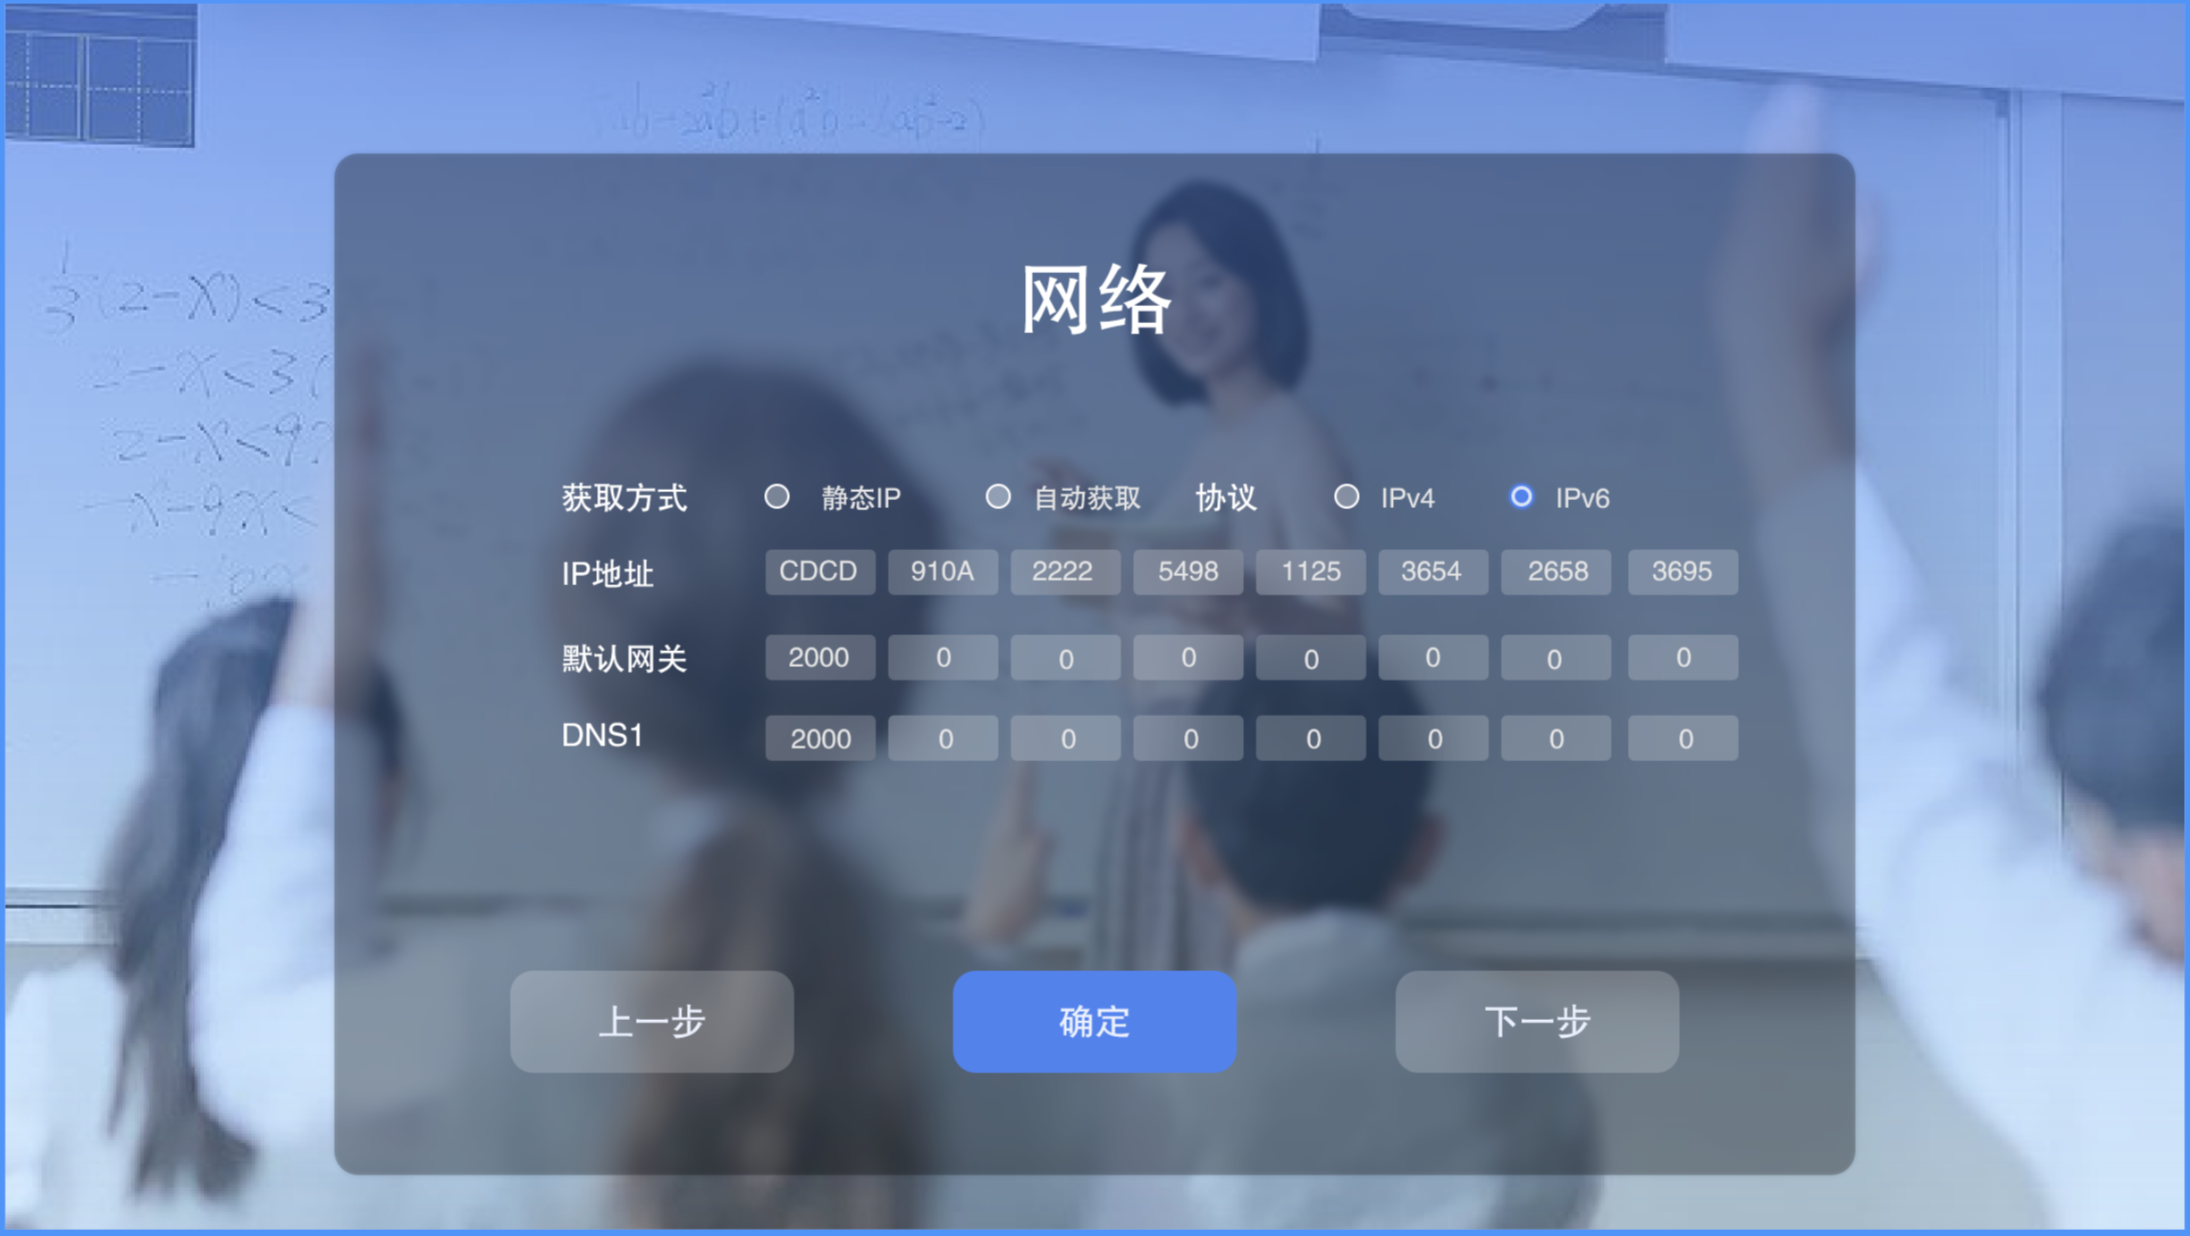 网络
获取方式 静态IP 自动获取 协议 IPv4 IPv6
IP地址 CDCD 910A 2222 5498 1125 3654 2658 3695
默认网关 2000 0 0 0 0 0 0 0
DNS1 2000 0 0 0 0 0 0 0
上一步 确定 下一步
2-x<3(